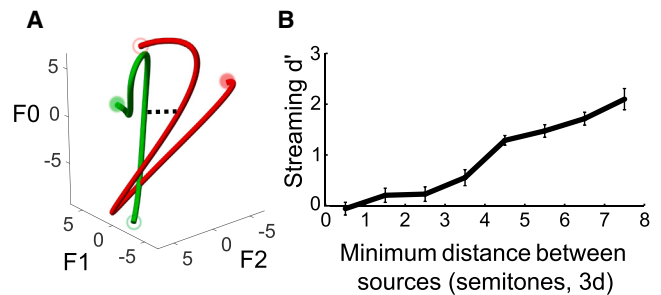 A
5
F0 0
-5
5
0
-5
F1
5
0
-5
F2
B
Streaming d'
3
2
1
0
0 1 2 3 4 5 6 7 8
Minimum distance between
sources (semitones, 3d)